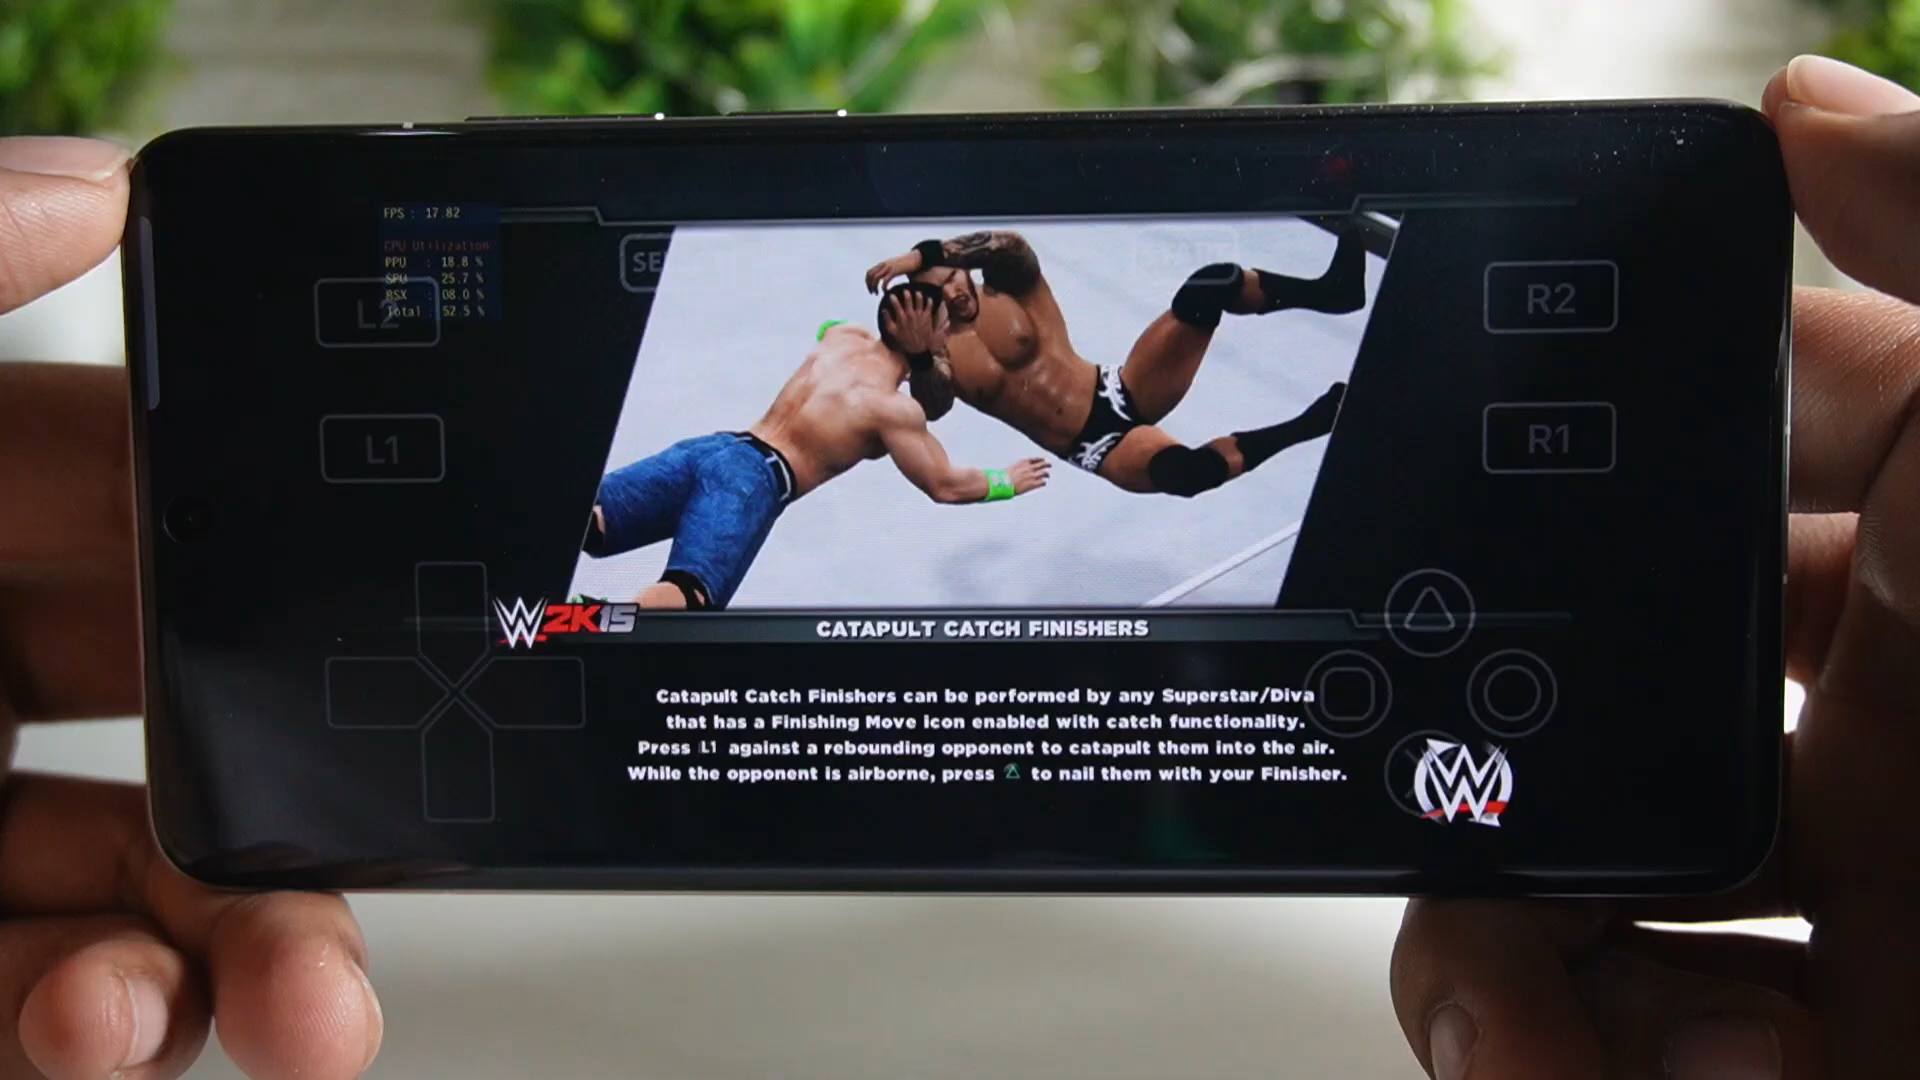 FPS : 17.82
CPU Utilization
PPU : 18.8 %
SPU : 25.7 %
RSX : 08.0 %
Total : 52.5 %
L2
R2
L1
R1
W 2K15
CATAPULT CATCH FINISHERS
Catapult Catch Finishers can be performed by any Superstar/Diva
that has a Finishing Move icon enabled with catch functionality.
Press L1 against a rebounding opponent to catapult them into the air.
While the opponent is airborne, press △ to nail them with your Finisher.
W